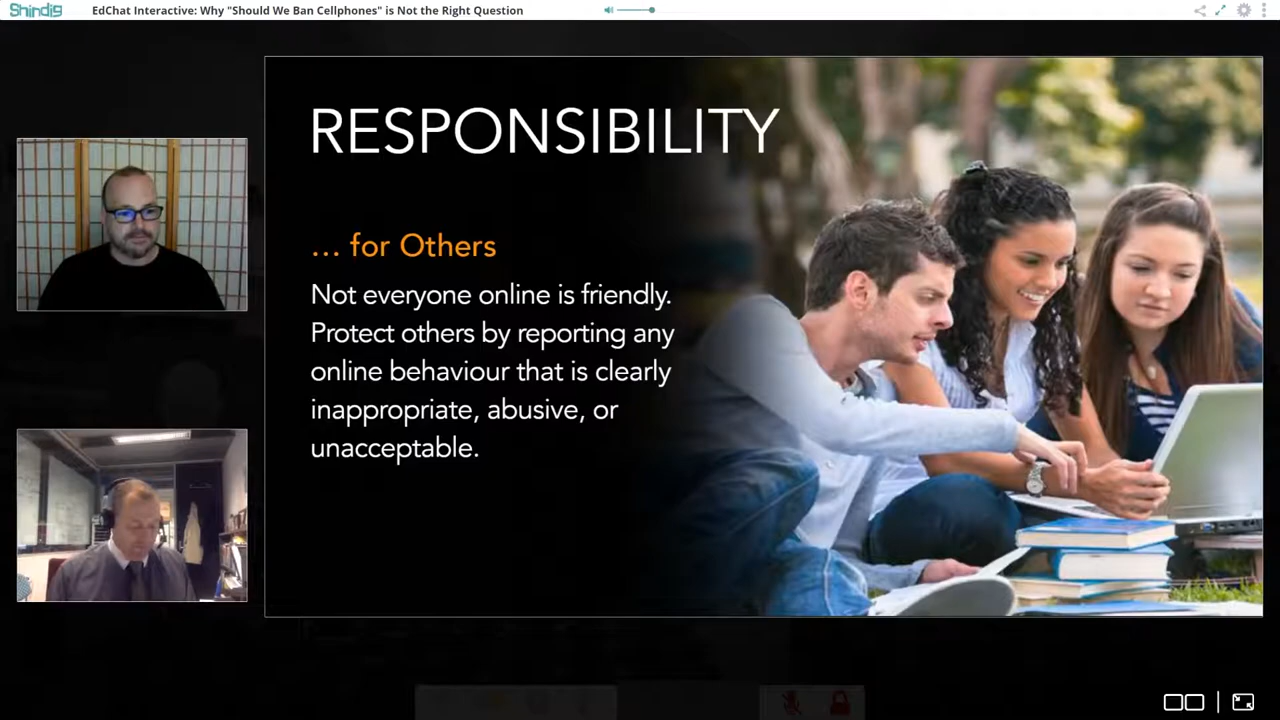 Shindig
EdChat Interactive: Why "Should We Ban Cellphones" is Not the Right Question
RESPONSIBILITY
... for Others
Not everyone online is friendly.
Protect others by reporting any
online behaviour that is clearly
inappropriate, abusive, or
unacceptable.